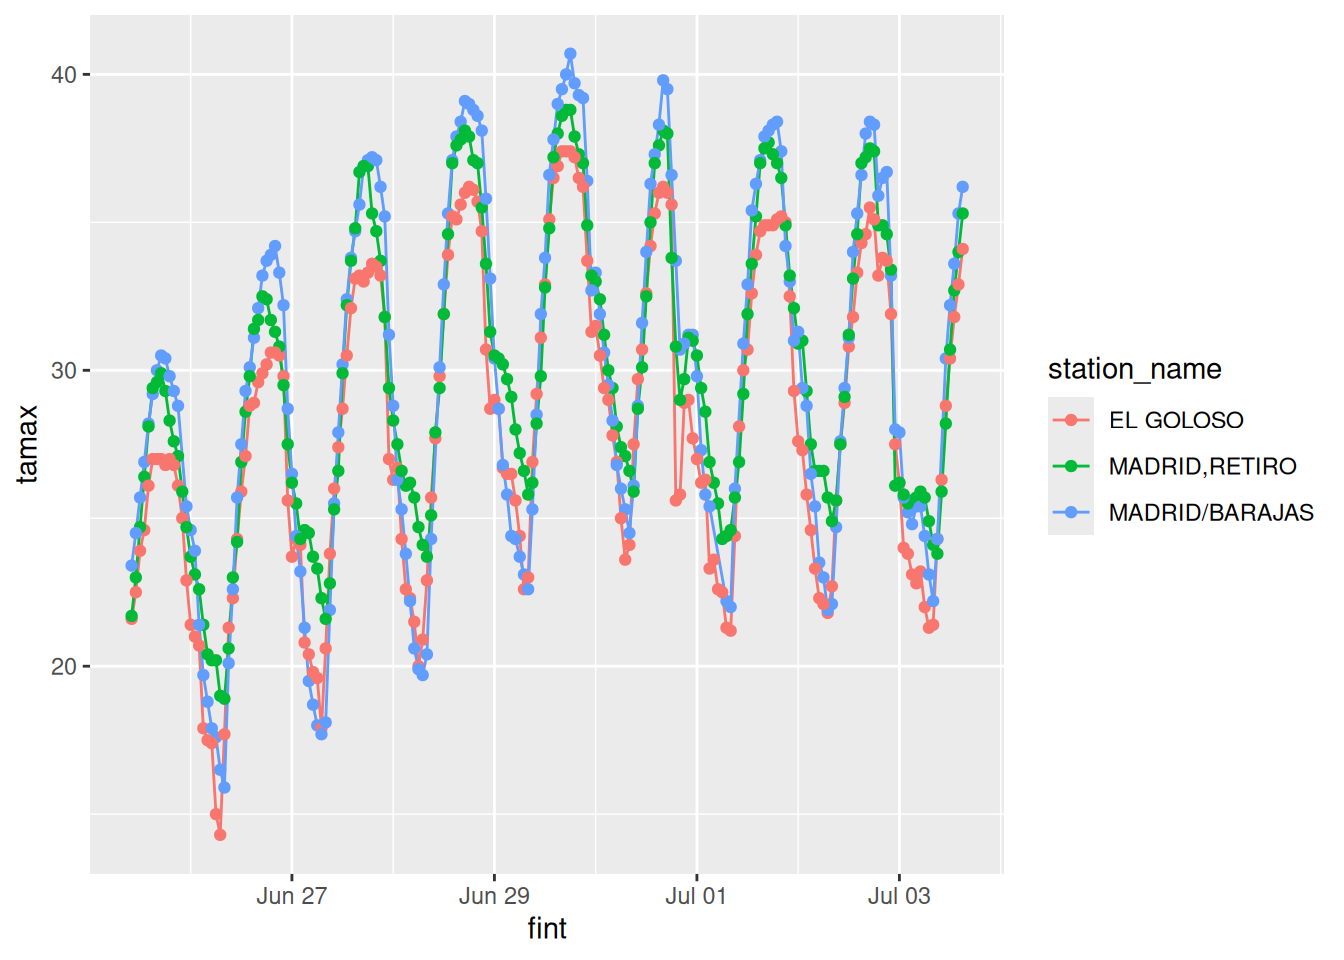 40
30
20
tamax
Jun 27
Jun 29
Jul 01
Jul 03
fint
station_name
EL GOLOSO
MADRID,RETIRO
MADRID/BARAJAS